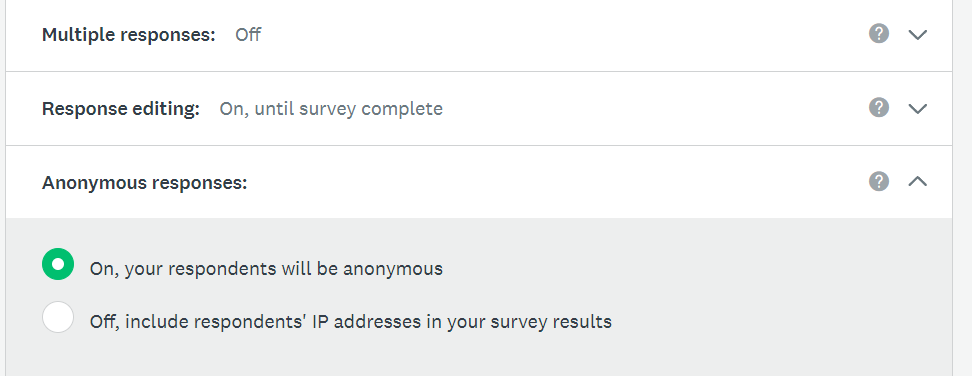 Multiple responses: Off
Response editing: On, until survey complete
Anonymous responses:
On, your respondents will be anonymous
Off, include respondents' IP addresses in your survey results